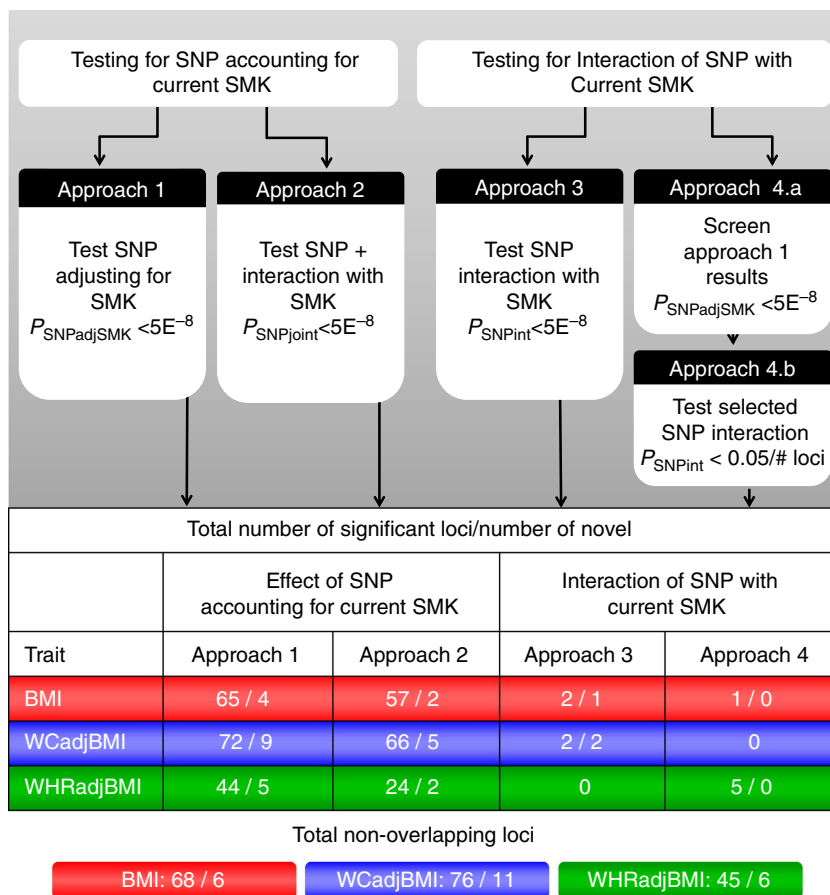 Testing for SNP accounting for
current SMK
Testing for Interaction of SNP with
Current SMK
Approach 1
Test SNP
adjusting for
SMK
P_SNPadjSMK <5E^–8
Approach 2
Test SNP +
interaction with
SMK
P_SNPjoint<5E^–8
Approach 3
Test SNP
interaction with
SMK
P_SNPint<5E^–8
Approach 4.a
Screen
approach 1
results
P_SNPadjSMK <5E^–8
Approach 4.b
Test selected
SNP interaction
P_SNPint < 0.05/# loci
Total number of significant loci/number of novel
Effect of SNP
accounting for current SMK
Interaction of SNP with
current SMK
Trait Approach 1 Approach 2 Approach 3 Approach 4
BMI 65 / 4 57 / 2 2 / 1 1 / 0
WCadjBMI 72 / 9 66 / 5 2 / 2 0
WHRadjBMI 44 / 5 24 / 2 0 5 / 0
Total non-overlapping loci
BMI: 68 / 6 WCadjBMI: 76 / 11 WHRadjBMI: 45 / 6